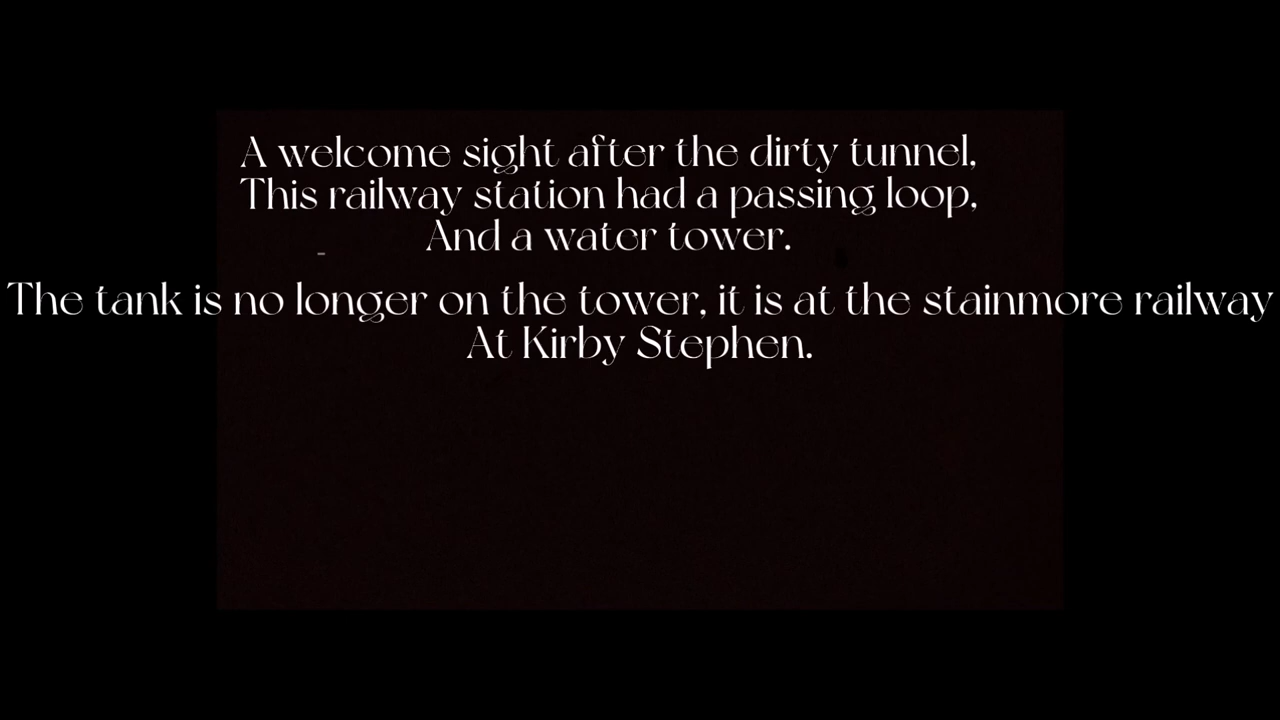 A welcome sight after the dirty tunnel,
This railway station had a passing loop,
And a water tower.
The tank is no longer on the tower, it is at the stainmore railway
At Kirby Stephen.